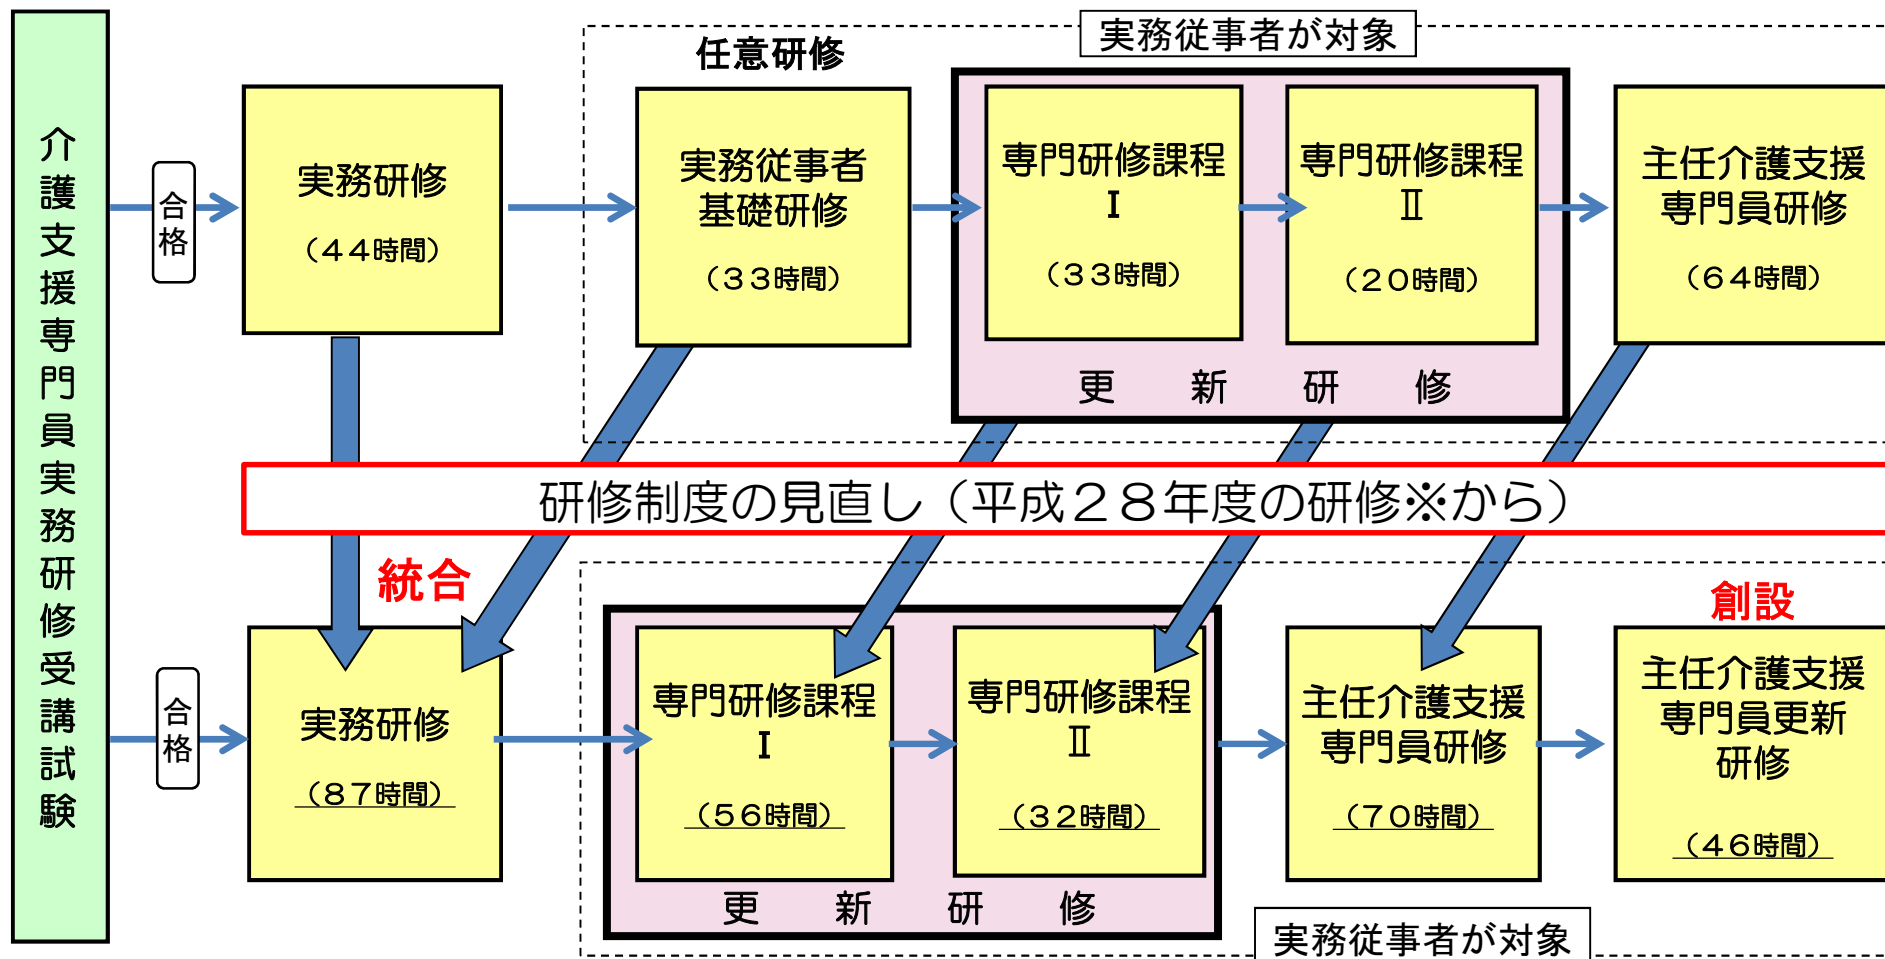 介護支援専門員実務研修受講試験
実務従事者が対象
任意研修
合格
実務研修
（44時間）
実務従事者
基礎研修
（33時間）
専門研修課程
Ⅰ
（33時間）
専門研修課程
Ⅱ
（20時間）
更新研修
主任介護支援
専門員研修
（64時間）
研修制度の見直し（平成２８年度の研修※から）
統合
創設
合格
実務研修
（87時間）
専門研修課程
Ⅰ
（56時間）
専門研修課程
Ⅱ
（32時間）
更新研修
主任介護支援
専門員研修
（70時間）
主任介護支援
専門員更新
研修
（46時間）
実務従事者が対象